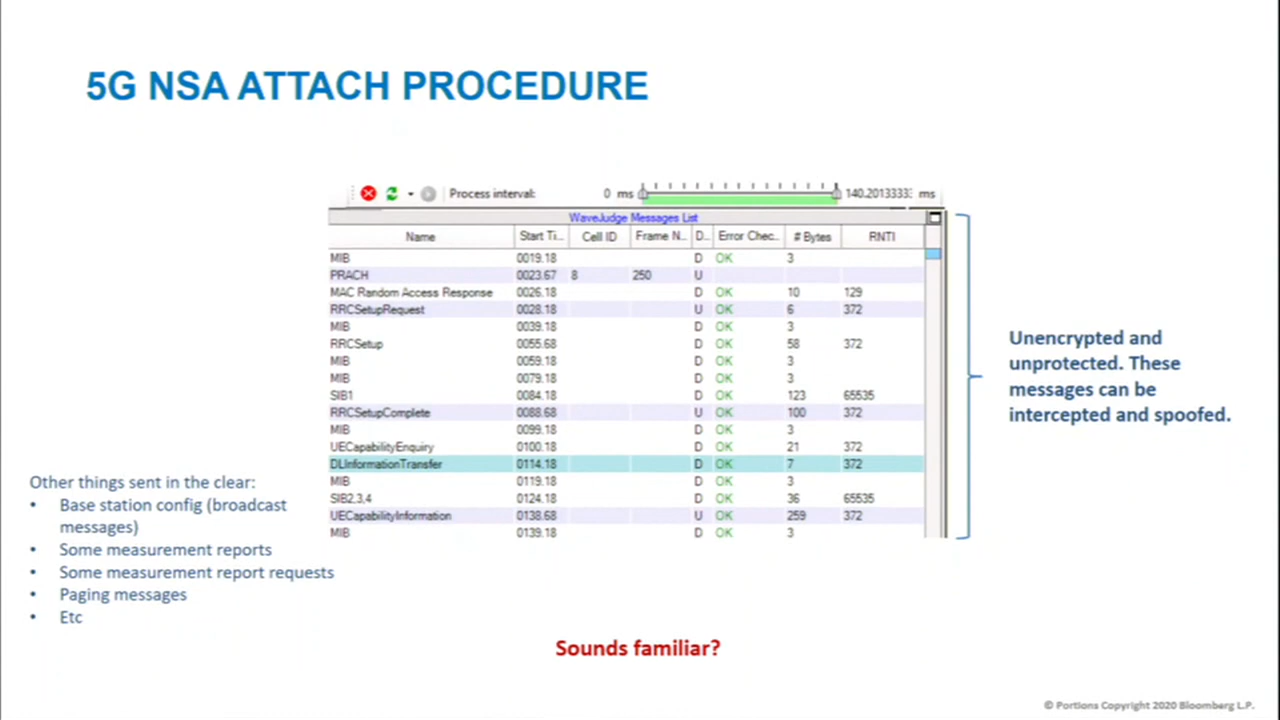 5G NSA ATTACH PROCEDURE
Process interval: 0 ms 140.20133333: ms
WaveJudge Messages List
Name Start Ti... Cell ID Frame N... D.. Error Chec... # Bytes RNTI
MIB 0019.18 D OK 3
PRACH 0023.67 8 250 U
MAC Random Access Response 0026.18 D OK 10 129
RRCSetupRequest 0028.18 U OK 6 372
MIB 0039.18 D OK 3
RRCSetup 0055.68 D OK 58 372
MIB 0059.18 D OK 3
MIB 0079.18 D OK 3
SIB1 0084.18 D OK 123 65535
RRCSetupComplete 0088.68 U OK 100 372
MIB 0099.18 D OK 3
UECapabilityEnquiry 0100.18 D OK 21 372
DLInformationTransfer 0114.18 D OK 7 372
MIB 0119.18 D OK 3
SIB2,3,4 0124.18 D OK 36 65535
UECapabilityInformation 0138.68 U OK 259 372
MIB 0139.18 D OK 3
Unencrypted and
unprotected. These
messages can be
intercepted and spoofed.
Other things sent in the clear:
• Base station config (broadcast
messages)
• Some measurement reports
• Some measurement report requests
• Paging messages
• Etc
Sounds familiar?
© Portions Copyright 2020 Bloomberg L.P.